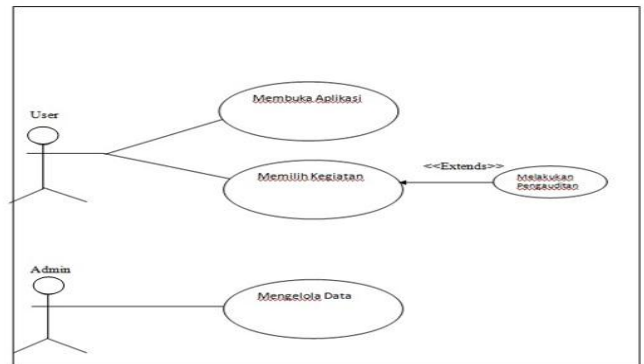 Membuka Aplikasi
User
<<Extends>>
Memilih Kegiatan
Melakukan
Pengauditan
Admin
Mengelola Data